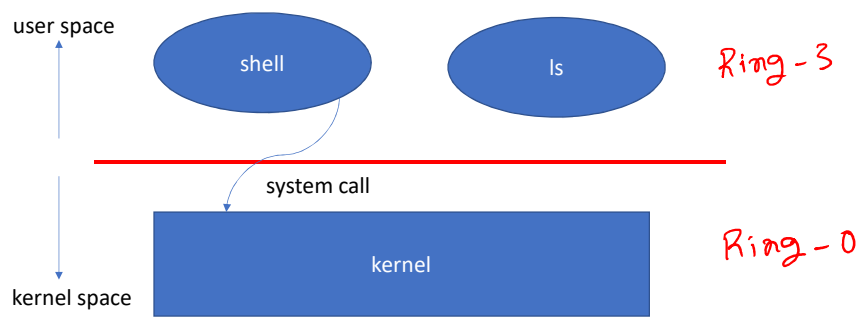 user space
shell
ls
Ring-3
system call
kernel
Ring-0
kernel space